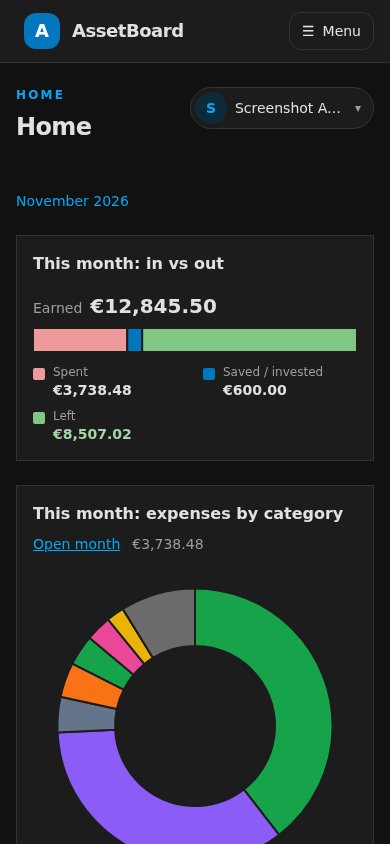 A AssetBoard
☰ Menu
HOME
Home
S Screenshot A... ▾
November 2026
This month: in vs out
Earned €12,845.50
Spent
€3,738.48
Saved / invested
€600.00
Left
€8,507.02
This month: expenses by category
Open month €3,738.48